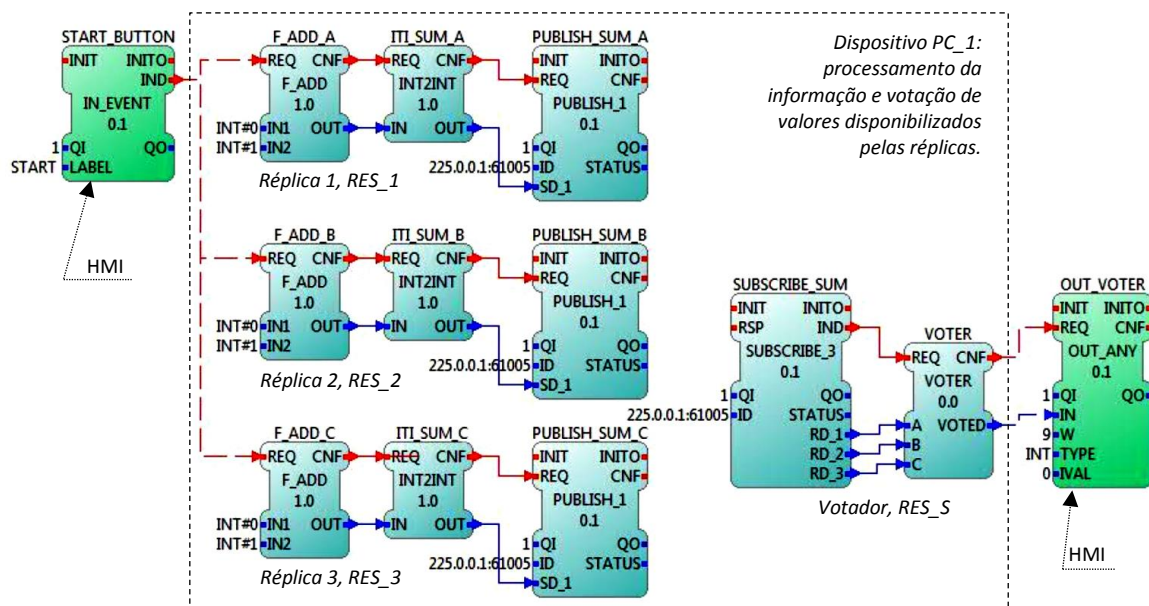 START_BUTTON
INIT INITO
IND
IN_EVENT
0.1
1 QI QO
START LABEL
HMI
F_ADD_A
REQ CNF
F_ADD
1.0
INT#0 IN1 OUT
INT#1 IN2
Réplica 1, RES_1
ITI_SUM_A
REQ CNF
INT2INT
1.0
IN OUT
PUBLISH_SUM_A
INIT INITO
REQ CNF
PUBLISH_1
0.1
1 QI QO
225.0.0.1:61005 ID STATUS
SD_1
Dispositivo PC_1:
processamento da
informação e votação de
valores disponibilizados
pelas réplicas.
F_ADD_B
REQ CNF
F_ADD
1.0
INT#0 IN1 OUT
INT#1 IN2
Réplica 2, RES_2
ITI_SUM_B
REQ CNF
INT2INT
1.0
IN OUT
PUBLISH_SUM_B
INIT INITO
REQ CNF
PUBLISH_1
0.1
1 QI QO
225.0.0.1:61005 ID STATUS
SD_1
F_ADD_C
REQ CNF
F_ADD
1.0
INT#0 IN1 OUT
INT#1 IN2
Réplica 3, RES_3
ITI_SUM_C
REQ CNF
INT2INT
1.0
IN OUT
PUBLISH_SUM_C
INIT INITO
REQ CNF
PUBLISH_1
0.1
1 QI QO
225.0.0.1:61005 ID STATUS
SD_1
SUBSCRIBE_SUM
INIT INITO
RSP IND
SUBSCRIBE_3
0.1
1 QI QO
225.0.0.1:61005 ID STATUS
RD_1
RD_2
RD_3
VOTER
REQ CNF
VOTER
0.0
A VOTED
B
C
Votador, RES_S
OUT_VOTER
INIT INITO
REQ CNF
OUT_ANY
0.1
1 QI QO
IN
9 W
INT TYPE
0 IVAL
HMI